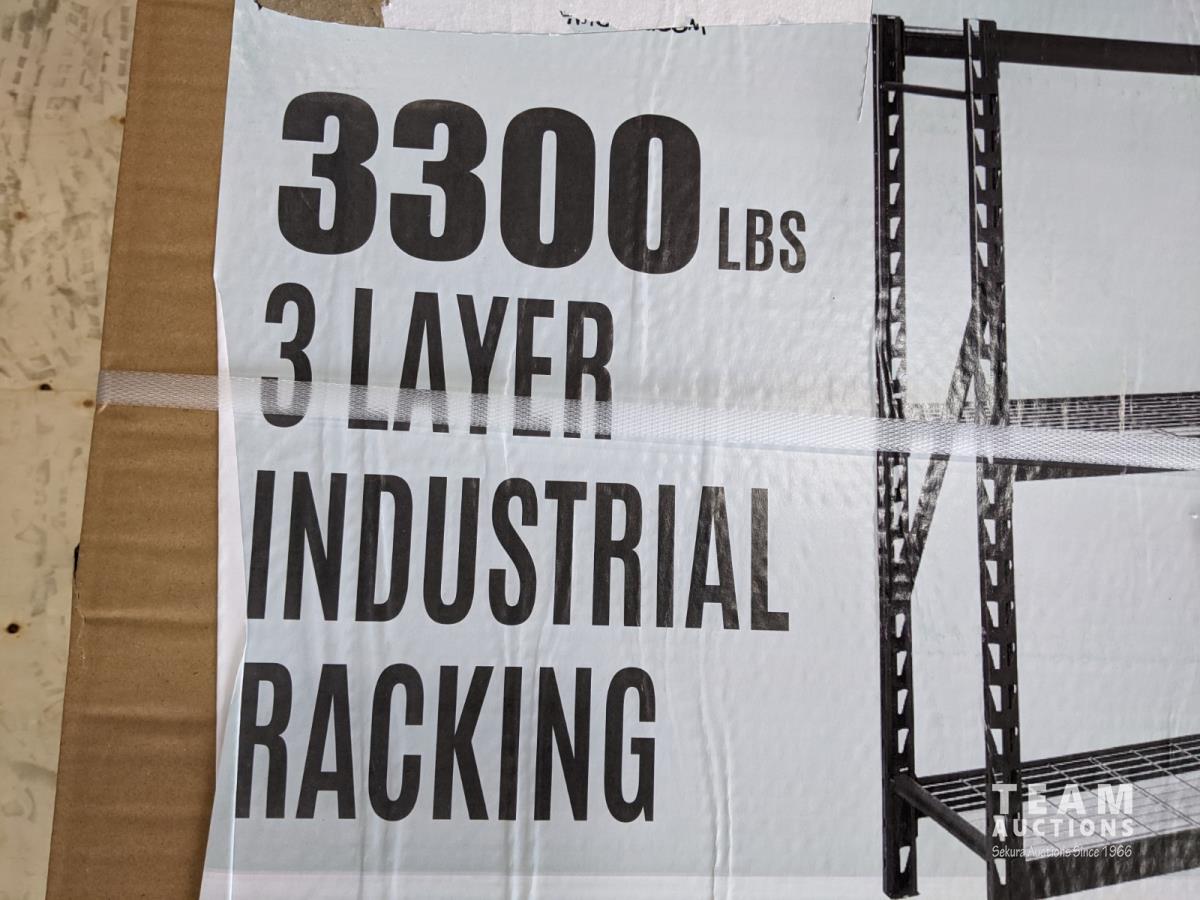 3300 LBS
3 LAYER
INDUSTRIAL
RACKING
TEAM
AUCTIONS
Sekura Auctions Since 1966